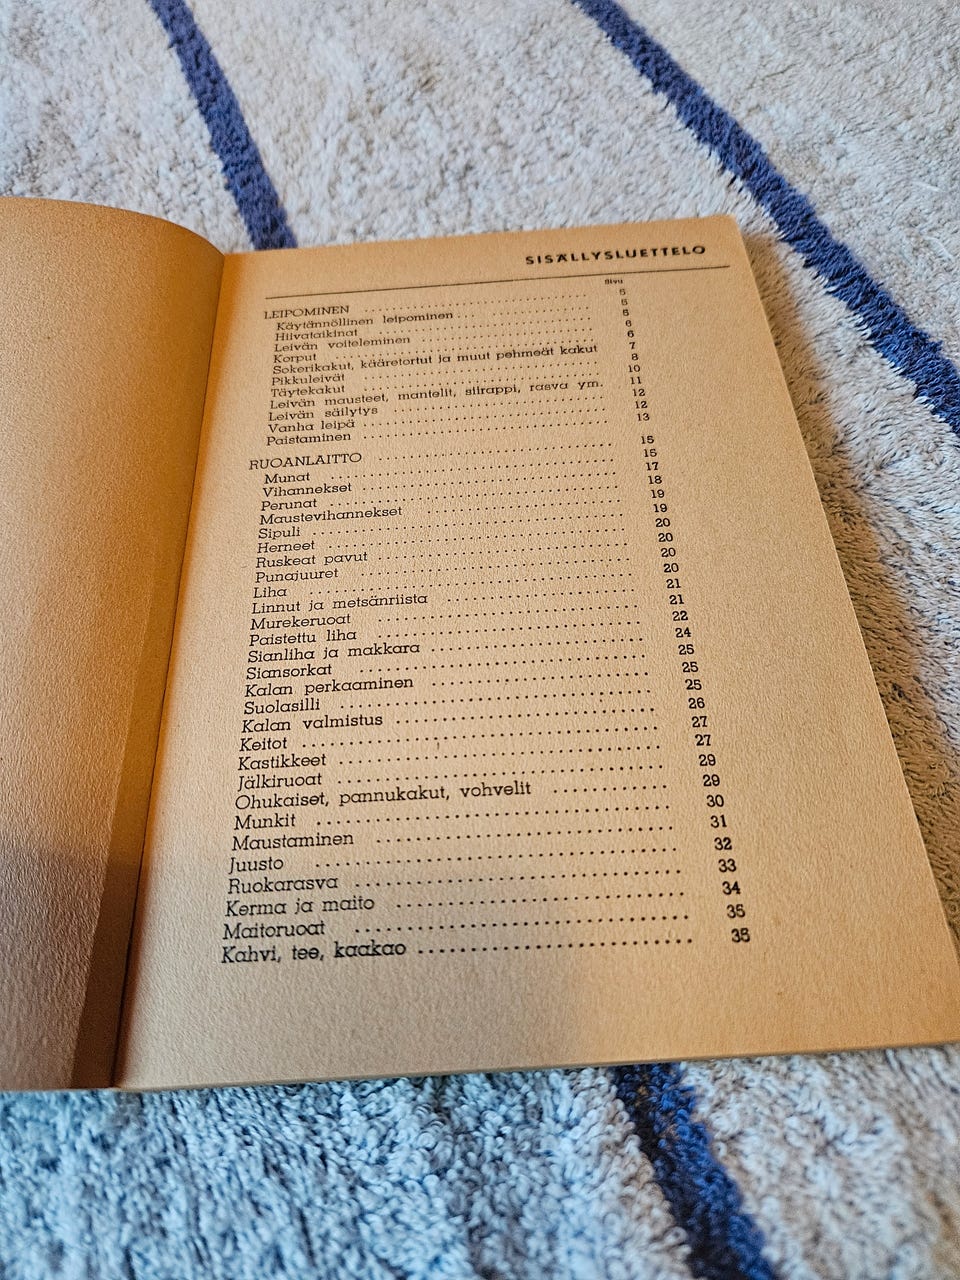 SISÄLLYSLUETTELO
Sivu
LEIPOMINEN 5
Käytännöllinen leipominen 5
Hiivataikinat 5
Leivän voiteleminen 6
Korput 6
Sokerikakut, kääretortut ja muut pehmeät kakut 7
Pikkuleivät 8
Täytekakut 10
Leivän mausteet, mantelit, siirappi, rasva ym. 11
Leivän säilytys 12
Vanha leipä 12
Paistaminen 13
RUOANLAITTO 15
Munat 15
Vihannekset 17
Perunat 18
Maustevihannekset 19
Sipuli 19
Herneet 20
Ruskeat pavut 20
Punajuuret 20
Liha 20
Linnut ja metsänriista 21
Murekeruoat 21
Paistettu liha 22
Sianliha ja makkara 24
Siansorkat 25
Kalan perkaaminen 25
Suolasilli 25
Kalan valmistus 26
Keitot 27
Kastikkeet 27
Jälkiruoat 29
Ohukaiset, pannukakut, vohvelit 29
Munkit 30
Maustaminen 31
Juusto 32
Ruokarasva 33
Kerma ja maito 34
Maitoruoat 35
Kahvi, tee, kaakao 35